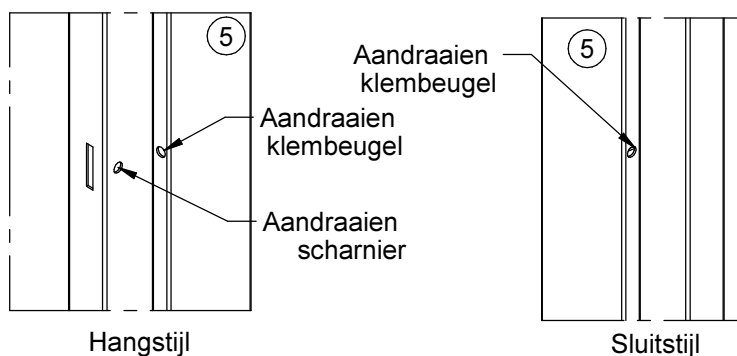 5
Aandraaien
klembeugel
Aandraaien
scharnier
Hangstijl
5
Aandraaien
klembeugel
Sluitstijl